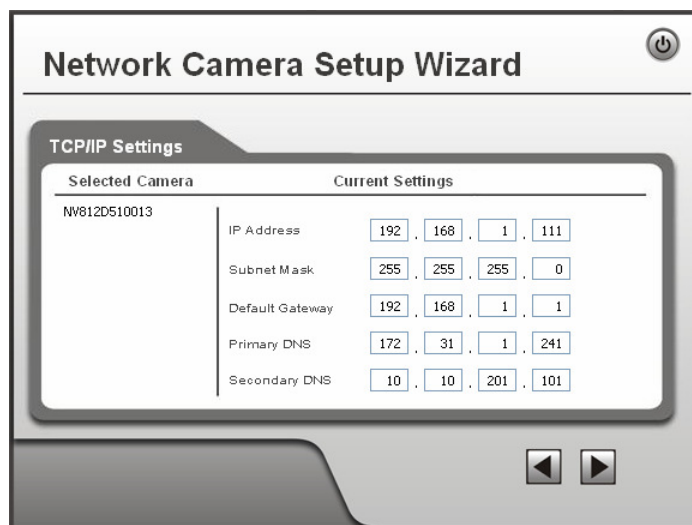 Network Camera Setup Wizard
TCP/IP Settings
Selected Camera Current Settings
NV812D510013
IP Address 192 . 168 . 1 . 111
Subnet Mask 255 . 255 . 255 . 0
Default Gateway 192 . 168 . 1 . 1
Primary DNS 172 . 31 . 1 . 241
Secondary DNS 10 . 10 . 201 . 101